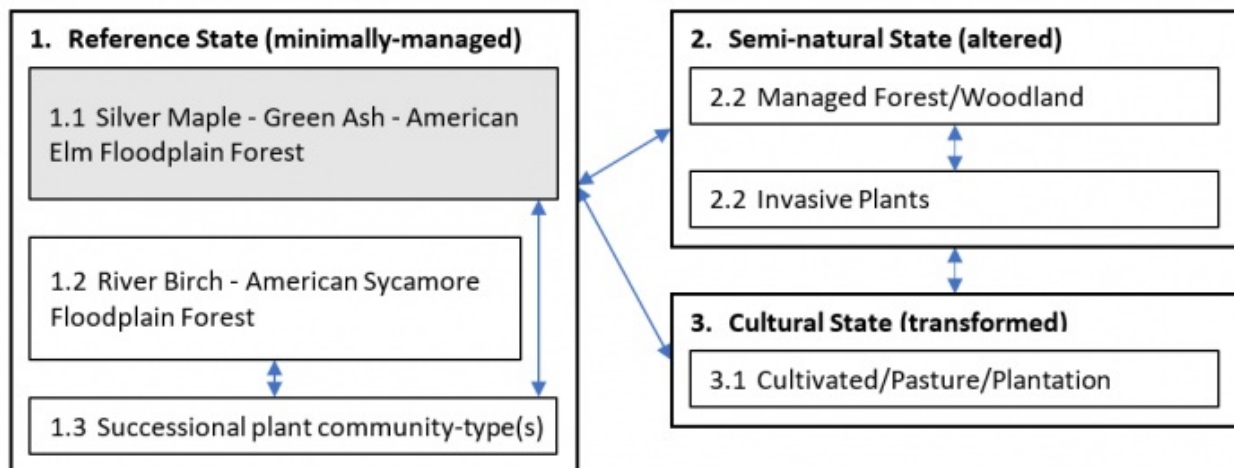 1. Reference State (minimally-managed)
1.1 Silver Maple - Green Ash - American
Elm Floodplain Forest
1.2 River Birch - American Sycamore
Floodplain Forest
1.3 Successional plant community-type(s)
2. Semi-natural State (altered)
2.2 Managed Forest/Woodland
2.2 Invasive Plants
3. Cultural State (transformed)
3.1 Cultivated/Pasture/Plantation